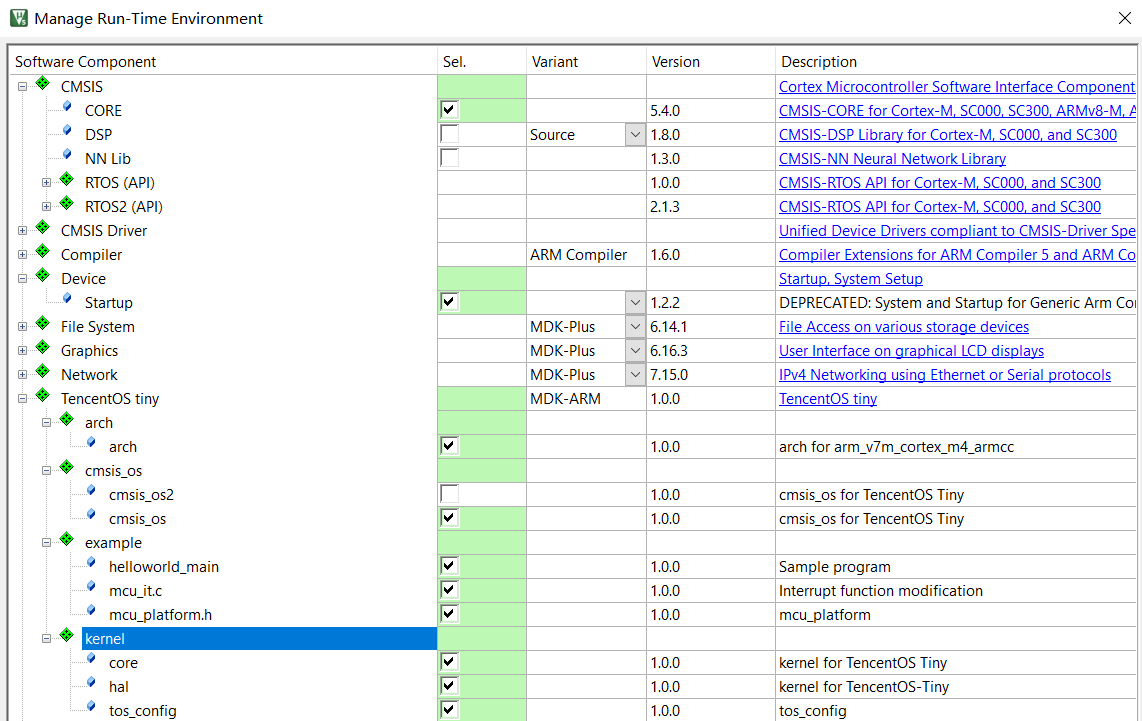 Manage Run-Time Environment
Software Component Sel. Variant Version Description
CMSIS Cortex Microcontroller Software Interface Component
CORE 5.4.0 CMSIS-CORE for Cortex-M, SC000, SC300, ARMv8-M, A
DSP Source 1.8.0 CMSIS-DSP Library for Cortex-M, SC000, and SC300
NN Lib 1.3.0 CMSIS-NN Neural Network Library
RTOS (API) 1.0.0 CMSIS-RTOS API for Cortex-M, SC000, and SC300
RTOS2 (API) 2.1.3 CMSIS-RTOS API for Cortex-M, SC000, and SC300
CMSIS Driver Unified Device Drivers compliant to CMSIS-Driver Spe
Compiler ARM Compiler 1.6.0 Compiler Extensions for ARM Compiler 5 and ARM Co
Device Startup, System Setup
Startup 1.2.2 DEPRECATED: System and Startup for Generic Arm Cor
File System MDK-Plus 6.14.1 File Access on various storage devices
Graphics MDK-Plus 6.16.3 User Interface on graphical LCD displays
Network MDK-Plus 7.15.0 IPv4 Networking using Ethernet or Serial protocols
TencentOS tiny MDK-ARM 1.0.0 TencentOS tiny
arch
arch 1.0.0 arch for arm_v7m_cortex_m4_armcc
cmsis_os
cmsis_os2 1.0.0 cmsis_os for TencentOS Tiny
cmsis_os 1.0.0 cmsis_os for TencentOS Tiny
example
helloworld_main 1.0.0 Sample program
mcu_it.c 1.0.0 Interrupt function modification
mcu_platform.h 1.0.0 mcu_platform
kernel
core 1.0.0 kernel for TencentOS Tiny
hal 1.0.0 kernel for TencentOS-Tiny
tos_config 1.0.0 tos_config